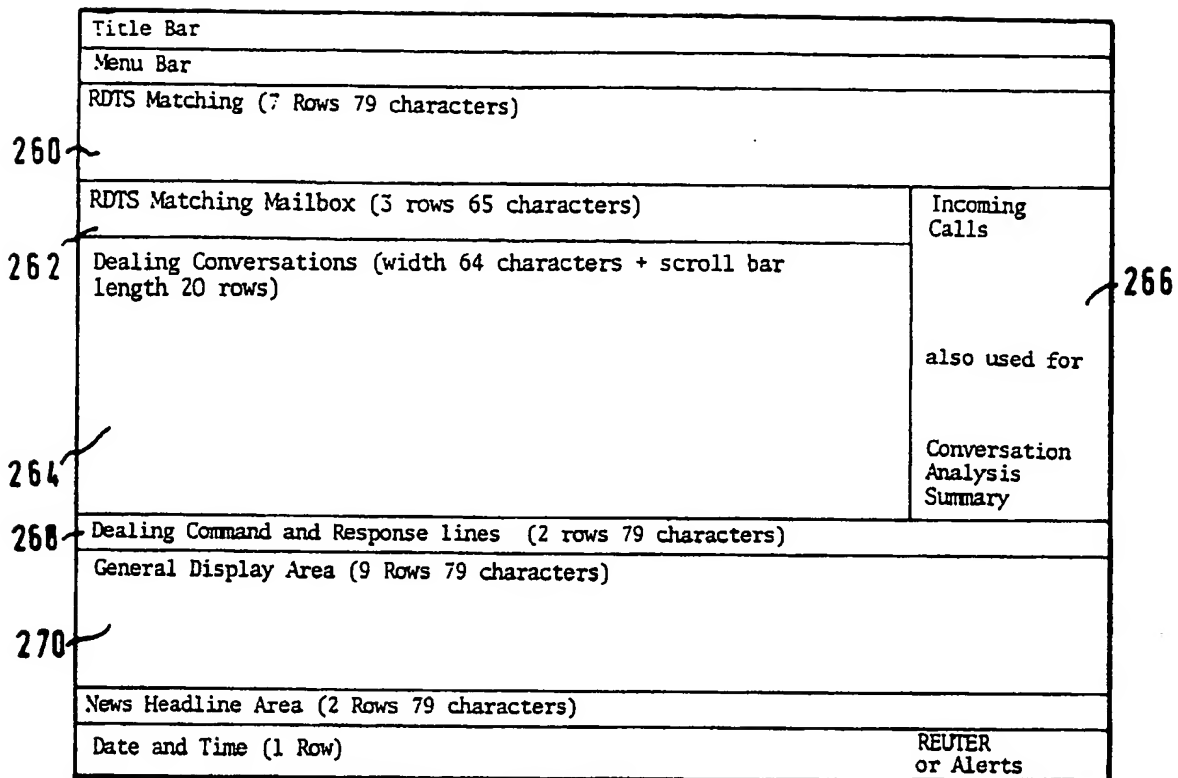 Title Bar
Menu Bar
RDTS Matching (7 Rows 79 characters)
260
RDTS Matching Mailbox (3 rows 65 characters)
262
Dealing Conversations (width 64 characters + scroll bar
length 20 rows)
264
Incoming
Calls
266
also used for
Conversation
Analysis
Summary
268
Dealing Command and Response lines (2 rows 79 characters)
General Display Area (9 Rows 79 characters)
270
News Headline Area (2 Rows 79 characters)
Date and Time (1 Row)
REUTER
or Alerts